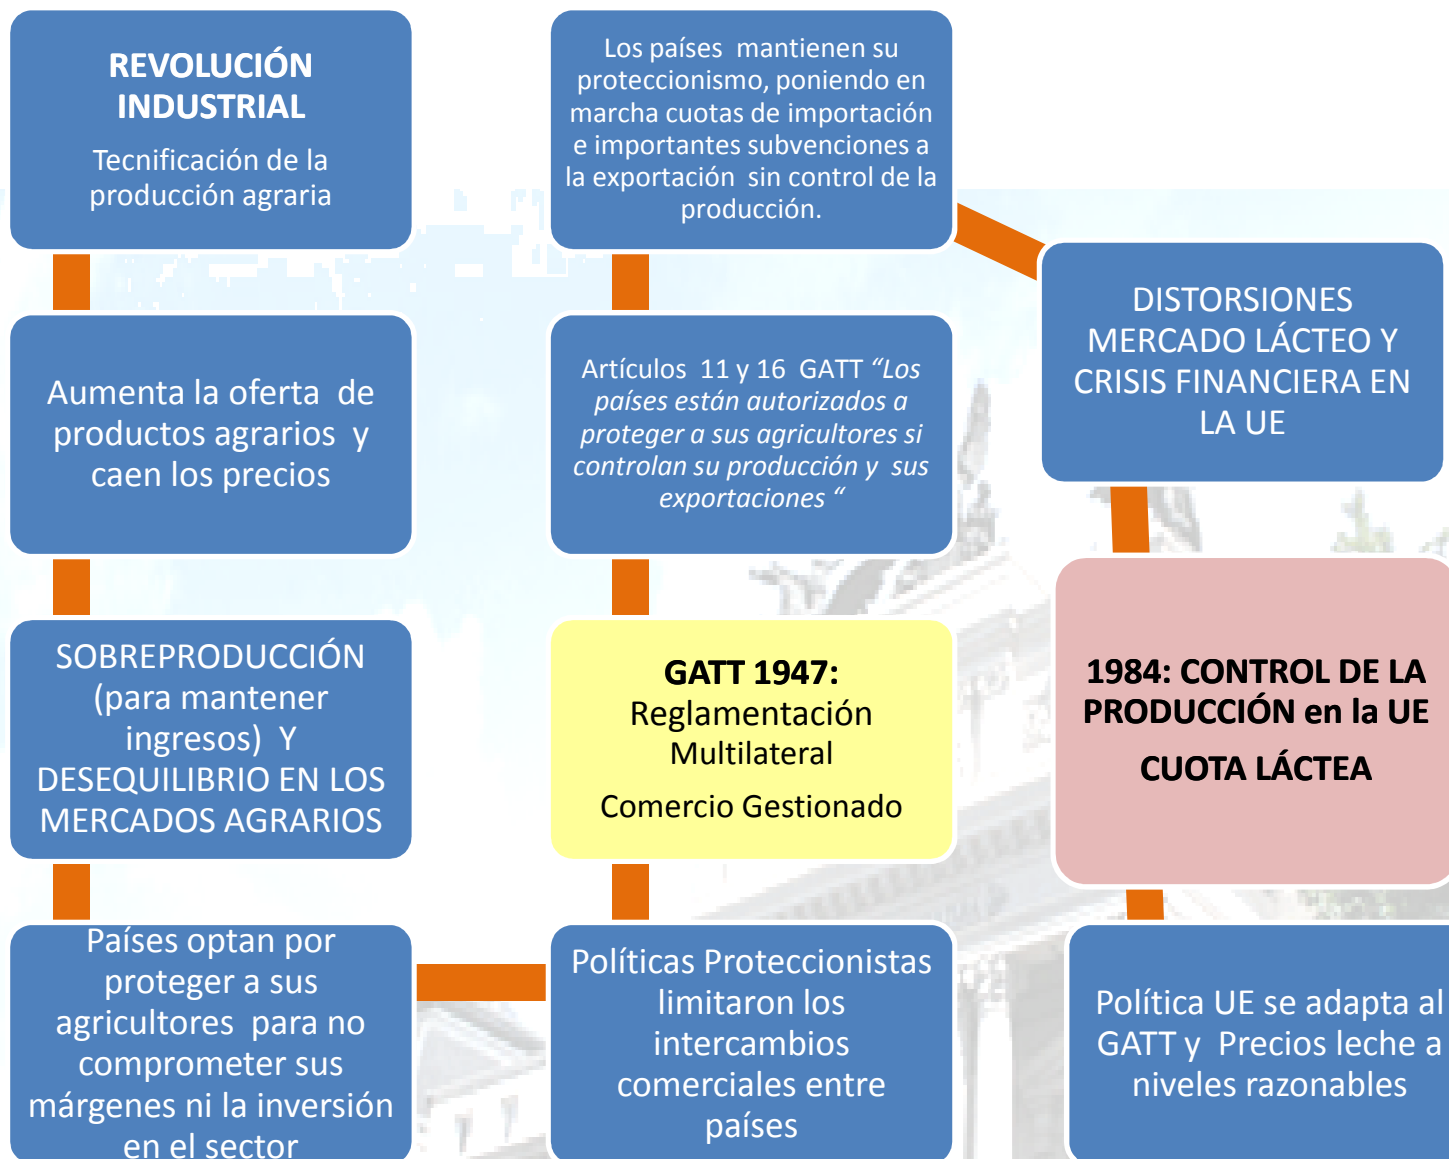 REVOLUCIÓN
INDUSTRIAL
Tecnificación de la
producción agraria
Aumenta la oferta de
productos agrarios y
caen los precios
SOBREPRODUCCIÓN
(para mantener
ingresos) Y
DESEQUILIBRIO EN LOS
MERCADOS AGRARIOS
Países optan por
proteger a sus
agricultores para no
comprometer sus
márgenes ni la inversión
en el sector
Políticas Proteccionistas
limitaron los
intercambios
comerciales entre
países
GATT 1947:
Reglamentación
Multilateral
Comercio Gestionado
Artículos 11 y 16 GATT “Los
países están autorizados a
proteger a sus agricultores si
controlan su producción y sus
exportaciones “
Los países mantienen su
proteccionismo, poniendo en
marcha cuotas de importación
e importantes subvenciones a
la exportación sin control de la
producción.
DISTORSIONES
MERCADO LÁCTEO Y
CRISIS FINANCIERA EN
LA UE
1984: CONTROL DE LA
PRODUCCIÓN en la UE
CUOTA LÁCTEA
Política UE se adapta al
GATT y Precios leche a
niveles razonables